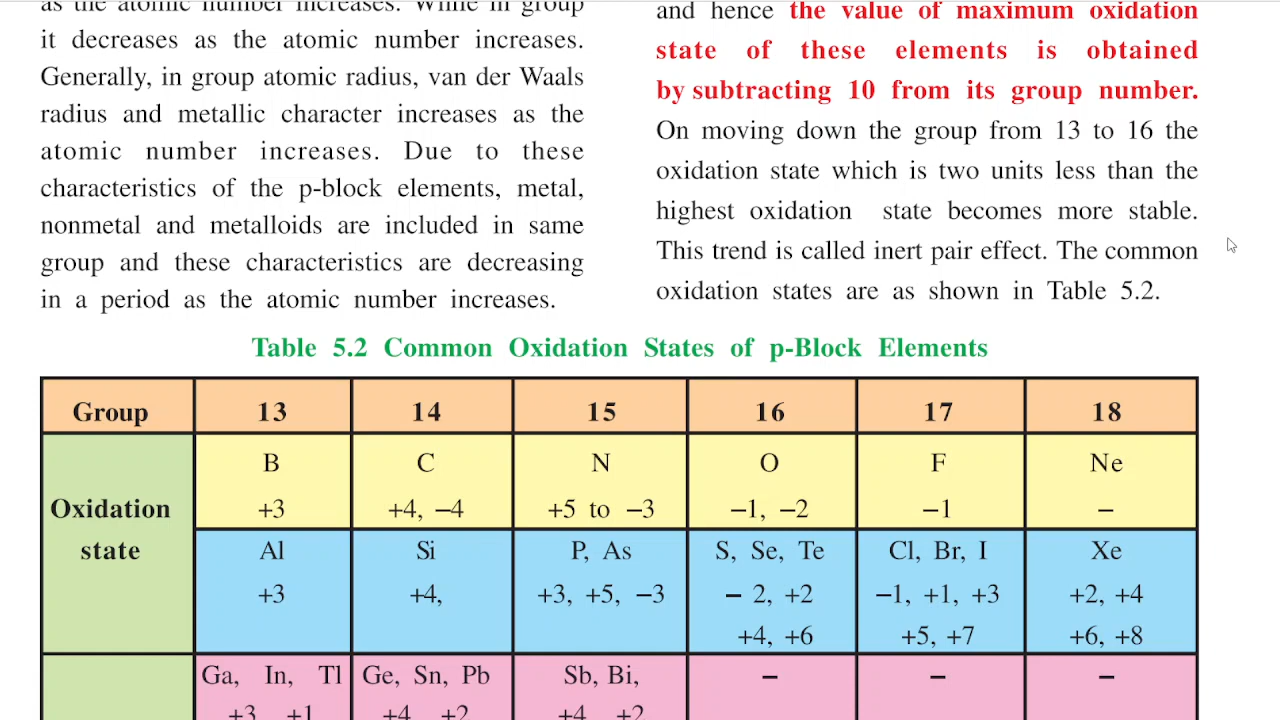 as the atomic number increases. While in group
it decreases as the atomic number increases.
Generally, in group atomic radius, van der Waals
radius and metallic character increases as the
atomic number increases. Due to these
characteristics of the p-block elements, metal,
nonmetal and metalloids are included in same
group and these characteristics are decreasing
in a period as the atomic number increases.
and hence the value of maximum oxidation
state of these elements is obtained
by subtracting 10 from its group number.
On moving down the group from 13 to 16 the
oxidation state which is two units less than the
highest oxidation state becomes more stable.
This trend is called inert pair effect. The common
oxidation states are as shown in Table 5.2.
Table 5.2 Common Oxidation States of p-Block Elements
Group 13 14 15 16 17 18
B C N O F Ne
Oxidation +3 +4, −4 +5 to −3 −1, −2 −1 −
state Al Si P, As S, Se, Te Cl, Br, I Xe
+3 +4, +3, +5, −3 − 2, +2 −1, +1, +3 +2, +4
+4, +6 +5, +7 +6, +8
Ga, In, Tl Ge, Sn, Pb Sb, Bi, − − −
+3 +1 +4 +2 +4 +2